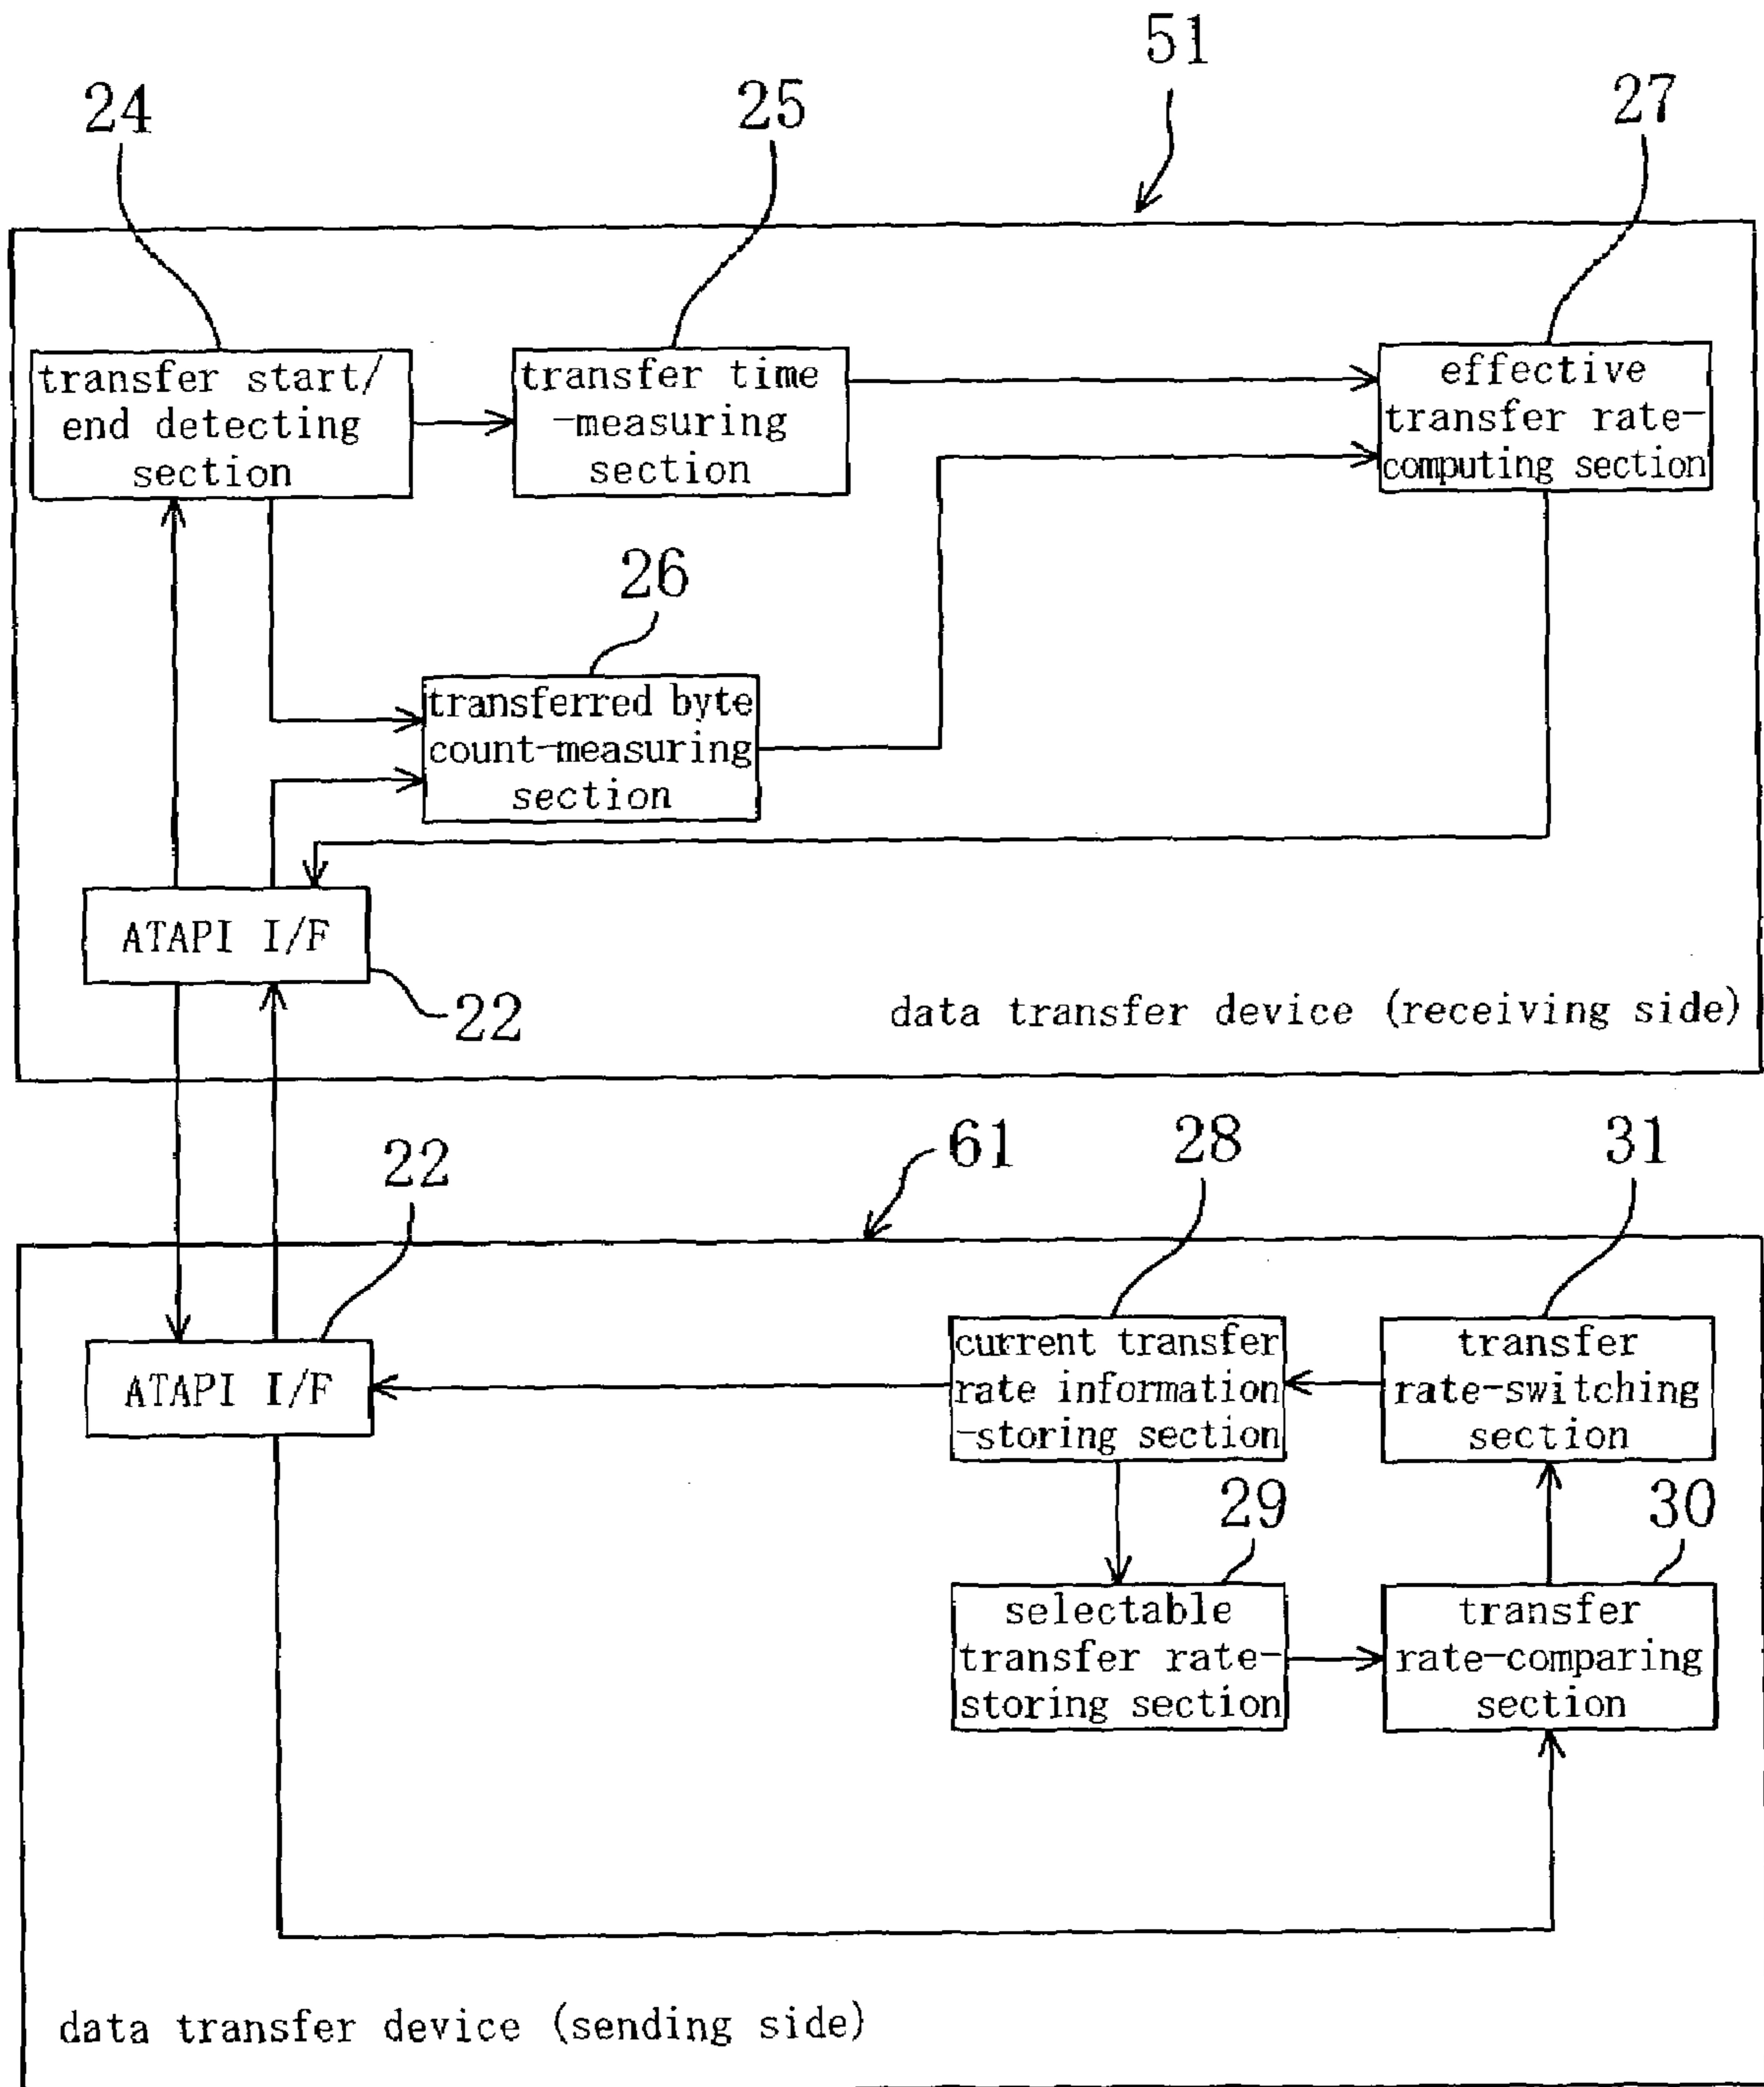 51
24
25
27
transfer start/
end detecting
section
transfer time
-measuring
section
effective
transfer rate-
computing section
26
transferred byte
count-measuring
section
ATAPI I/F
22
data transfer device (receiving side)
22
61
28
31
ATAPI I/F
current transfer
rate information
-storing section
transfer
rate-switching
section
29
30
selectable
transfer rate-
storing section
transfer
rate-comparing
section
data transfer device (sending side)